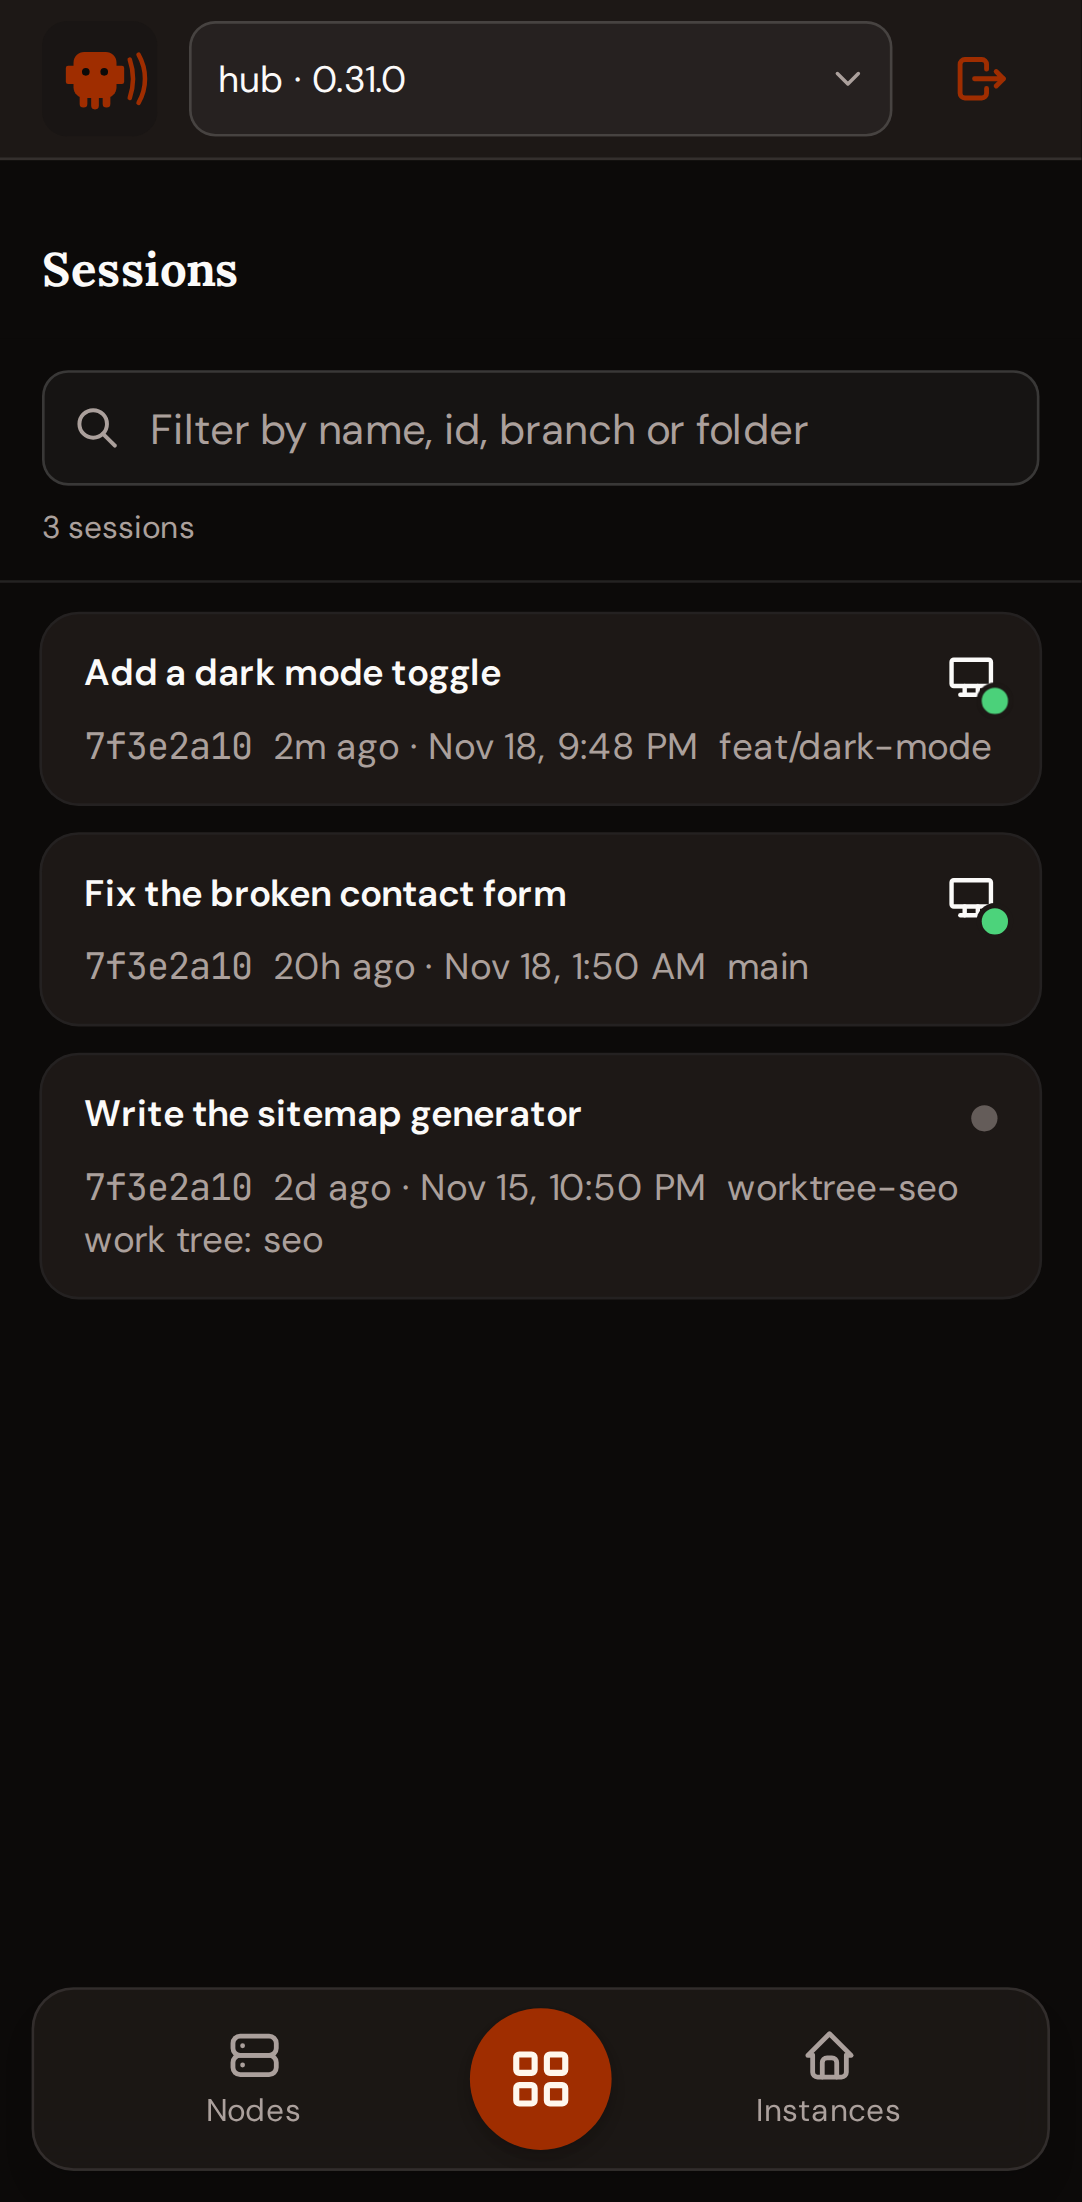 hub · 0.31.0
Sessions
Filter by name, id, branch or folder
3 sessions
Add a dark mode toggle
7f3e2a10 2m ago · Nov 18, 9:48 PM feat/dark-mode
Fix the broken contact form
7f3e2a10 20h ago · Nov 18, 1:50 AM main
Write the sitemap generator
7f3e2a10 2d ago · Nov 15, 10:50 PM worktree-seo
work tree: seo
Nodes
Instances